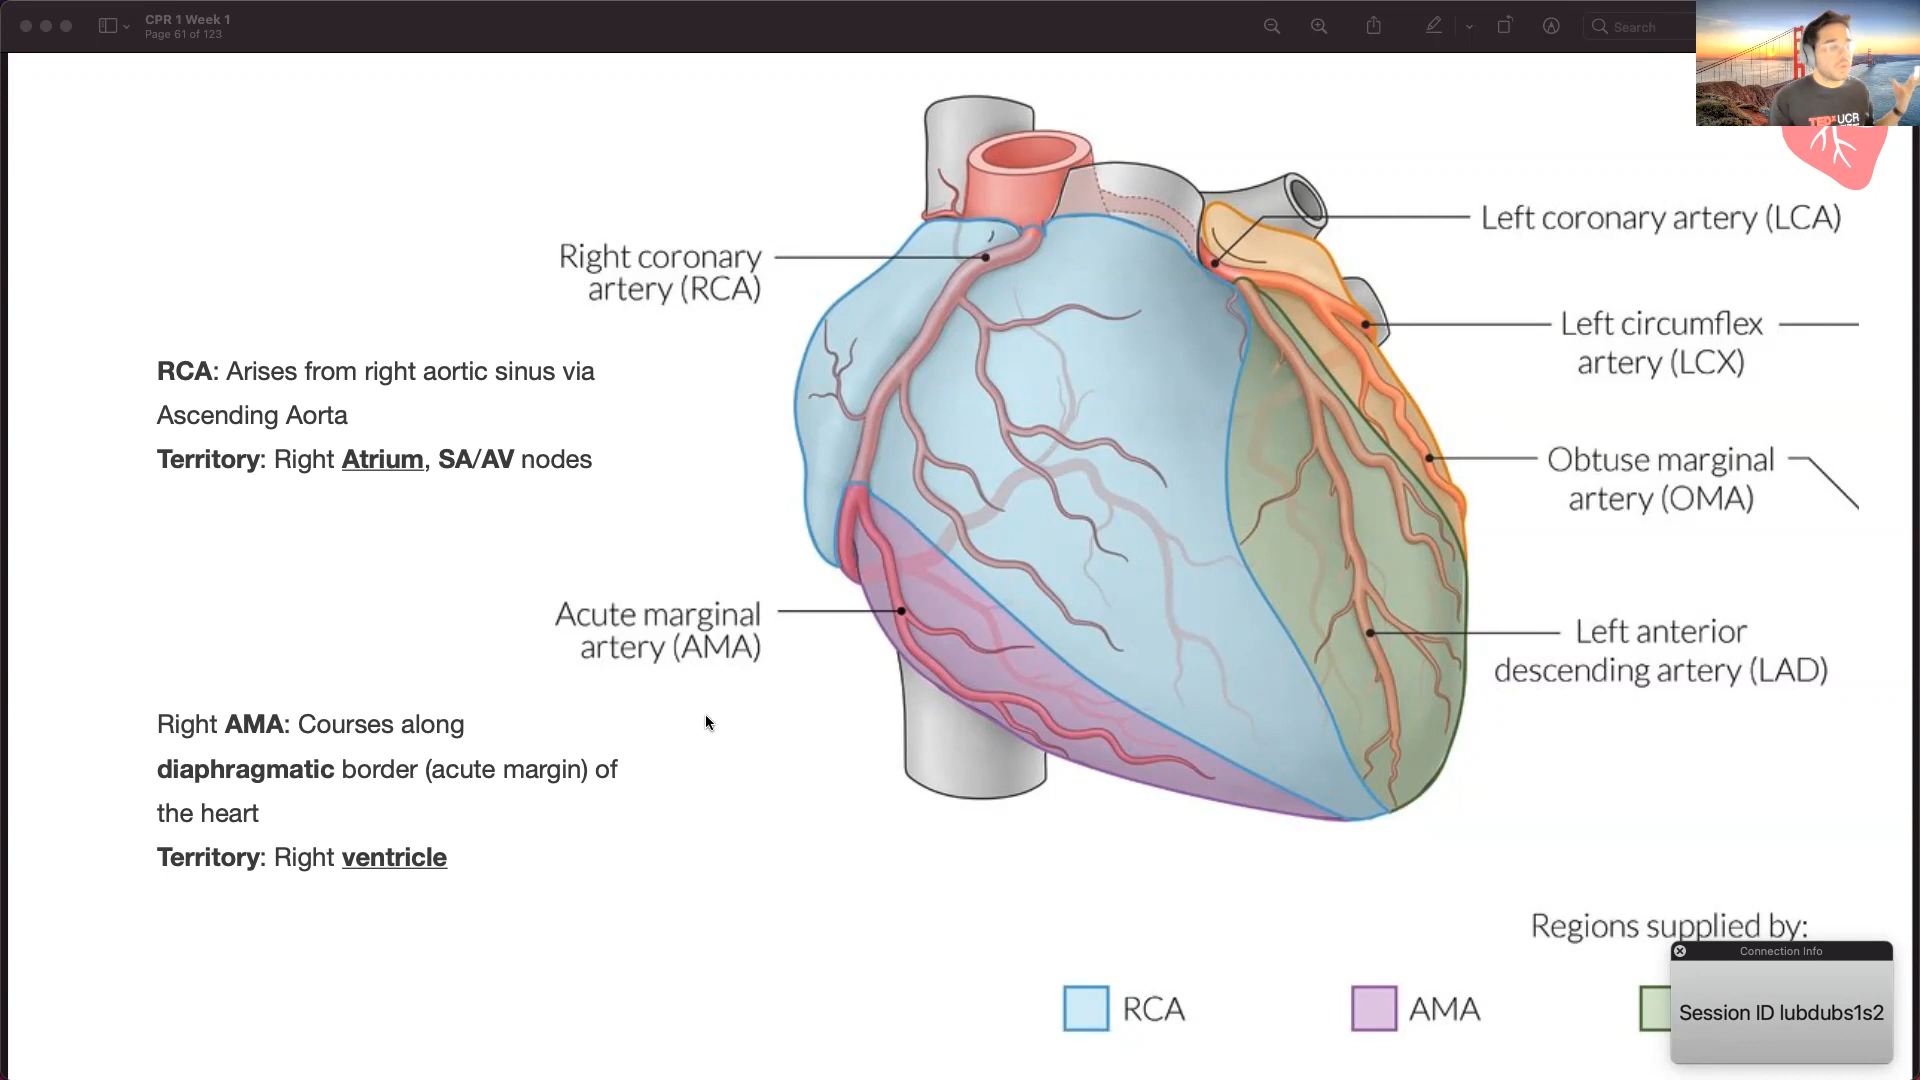 CPR 1 Week 1
Page 61 of 123
Search
TEDxUCR
Right coronary
artery (RCA)
Left coronary artery (LCA)
Left circumflex
artery (LCX)
RCA: Arises from right aortic sinus via
Ascending Aorta
Territory: Right Atrium, SA/AV nodes
Obtuse marginal
artery (OMA)
Acute marginal
artery (AMA)
Left anterior
descending artery (LAD)
Right AMA: Courses along
diaphragmatic border (acute margin) of
the heart
Territory: Right ventricle
Regions supplied by:
RCA
AMA
Connection Info
Session ID lubdubs1s2